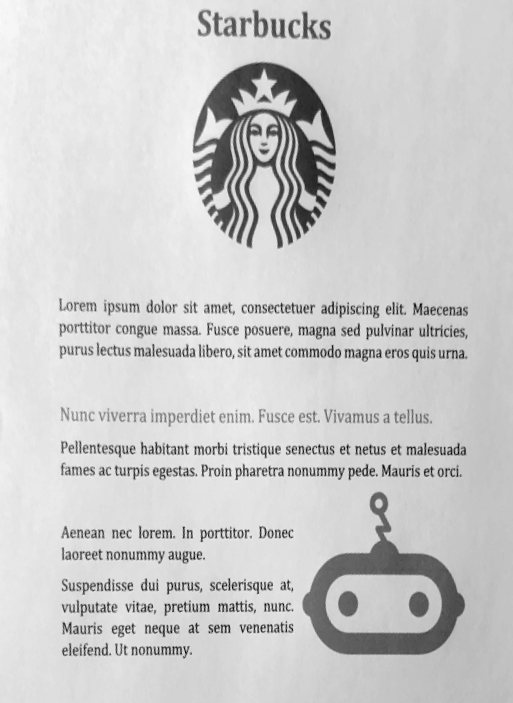 Starbucks
Lorem ipsum dolor sit amet, consectetuer adipiscing elit. Maecenas
porttitor congue massa. Fusce posuere, magna sed pulvinar ultricies,
purus lectus malesuada libero, sit amet commodo magna eros quis urna.
Nunc viverra imperdiet enim. Fusce est. Vivamus a tellus.
Pellentesque habitant morbi tristique senectus et netus et malesuada
fames ac turpis egestas. Proin pharetra nonummy pede. Mauris et orci.
Aenean nec lorem. In porttitor. Donec
laoreet nonummy augue.
Suspendisse dui purus, scelerisque at,
vulputate vitae, pretium mattis, nunc.
Mauris eget neque at sem venenatis
eleifend. Ut nonummy.